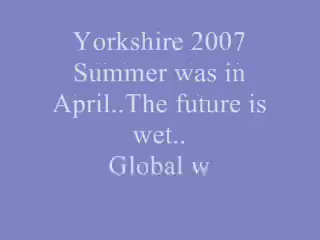 Yorkshire 2007
Summer was in
April..The future is
wet..
Global w